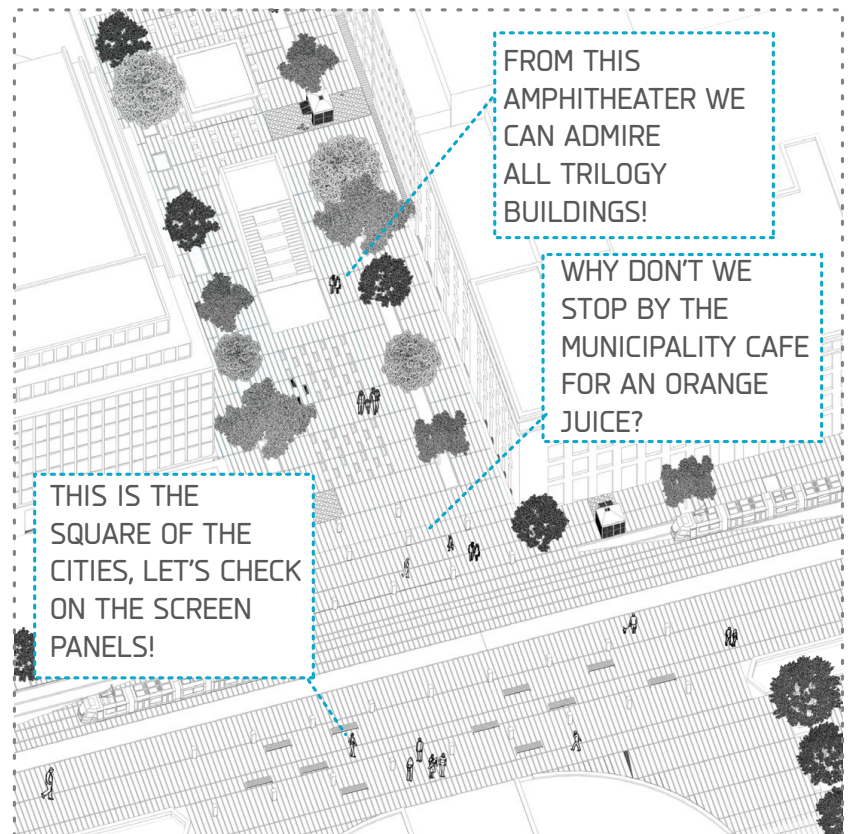 FROM THIS
AMPHITHEATER WE
CAN ADMIRE
ALL TRILOGY
BUILDINGS!
WHY DON'T WE
STOP BY THE
MUNICIPALITY CAFE
FOR AN ORANGE
JUICE?
THIS IS THE
SQUARE OF THE
CITIES, LET'S CHECK
ON THE SCREEN
PANELS!